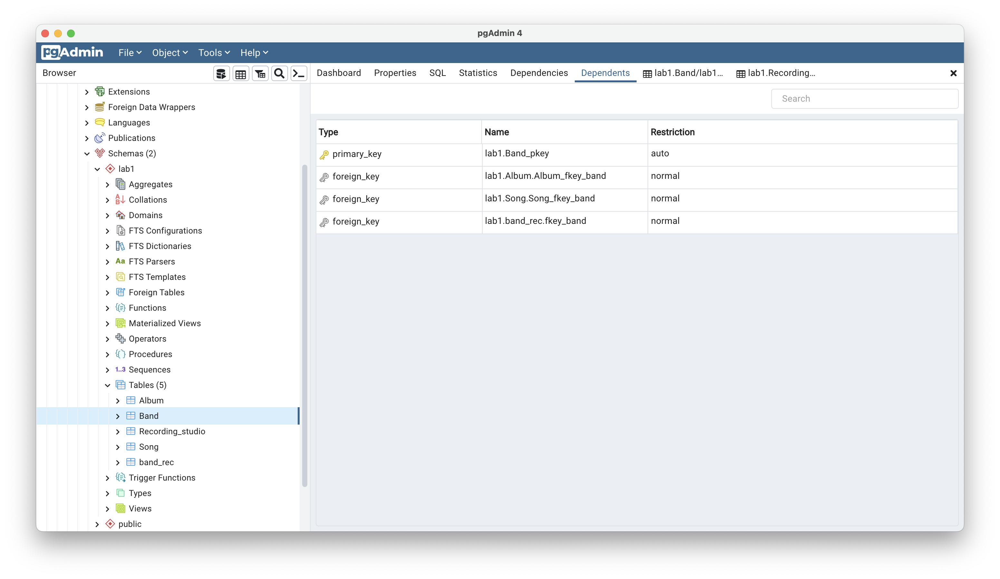 pgAdmin 4
pgAdmin File Object Tools Help
Browser
Dashboard Properties SQL Statistics Dependencies Dependents lab1.Band/lab1... lab1.Recording...
Search
Extensions
Foreign Data Wrappers
Languages
Publications
Schemas (2)
lab1
Aggregates
Collations
Domains
FTS Configurations
FTS Dictionaries
Aa FTS Parsers
FTS Templates
Foreign Tables
Functions
Materialized Views
Operators
Procedures
1..3 Sequences
Tables (5)
Album
Band
Recording_studio
Song
band_rec
Trigger Functions
Types
Views
public
Type Name Restriction
primary_key lab1.Band_pkey auto
foreign_key lab1.Album.Album_fkey_band normal
foreign_key lab1.Song.Song_fkey_band normal
foreign_key lab1.band_rec.fkey_band normal